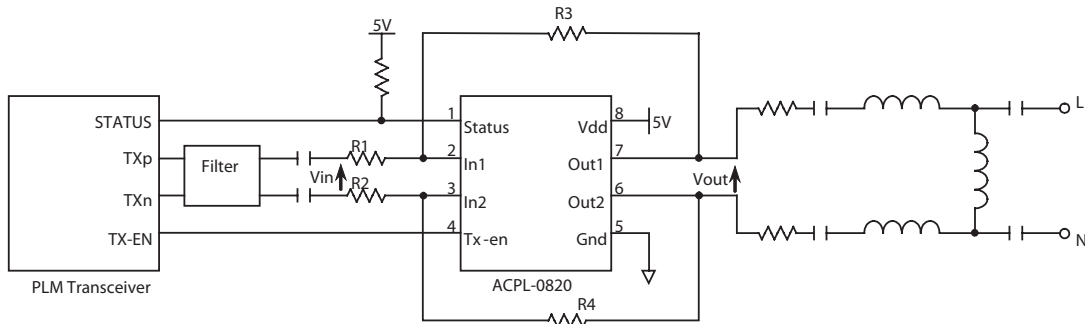 R3
5V
STATUS
1
Status
Vdd
8
5V
L
TXp
Filter
R1
2
In1
Out1
7
Vin
Vout
TXn
R2
3
In2
Out2
6
TX-EN
4
Tx-en
Gnd
5
N
PLM Transceiver
ACPL-0820
R4